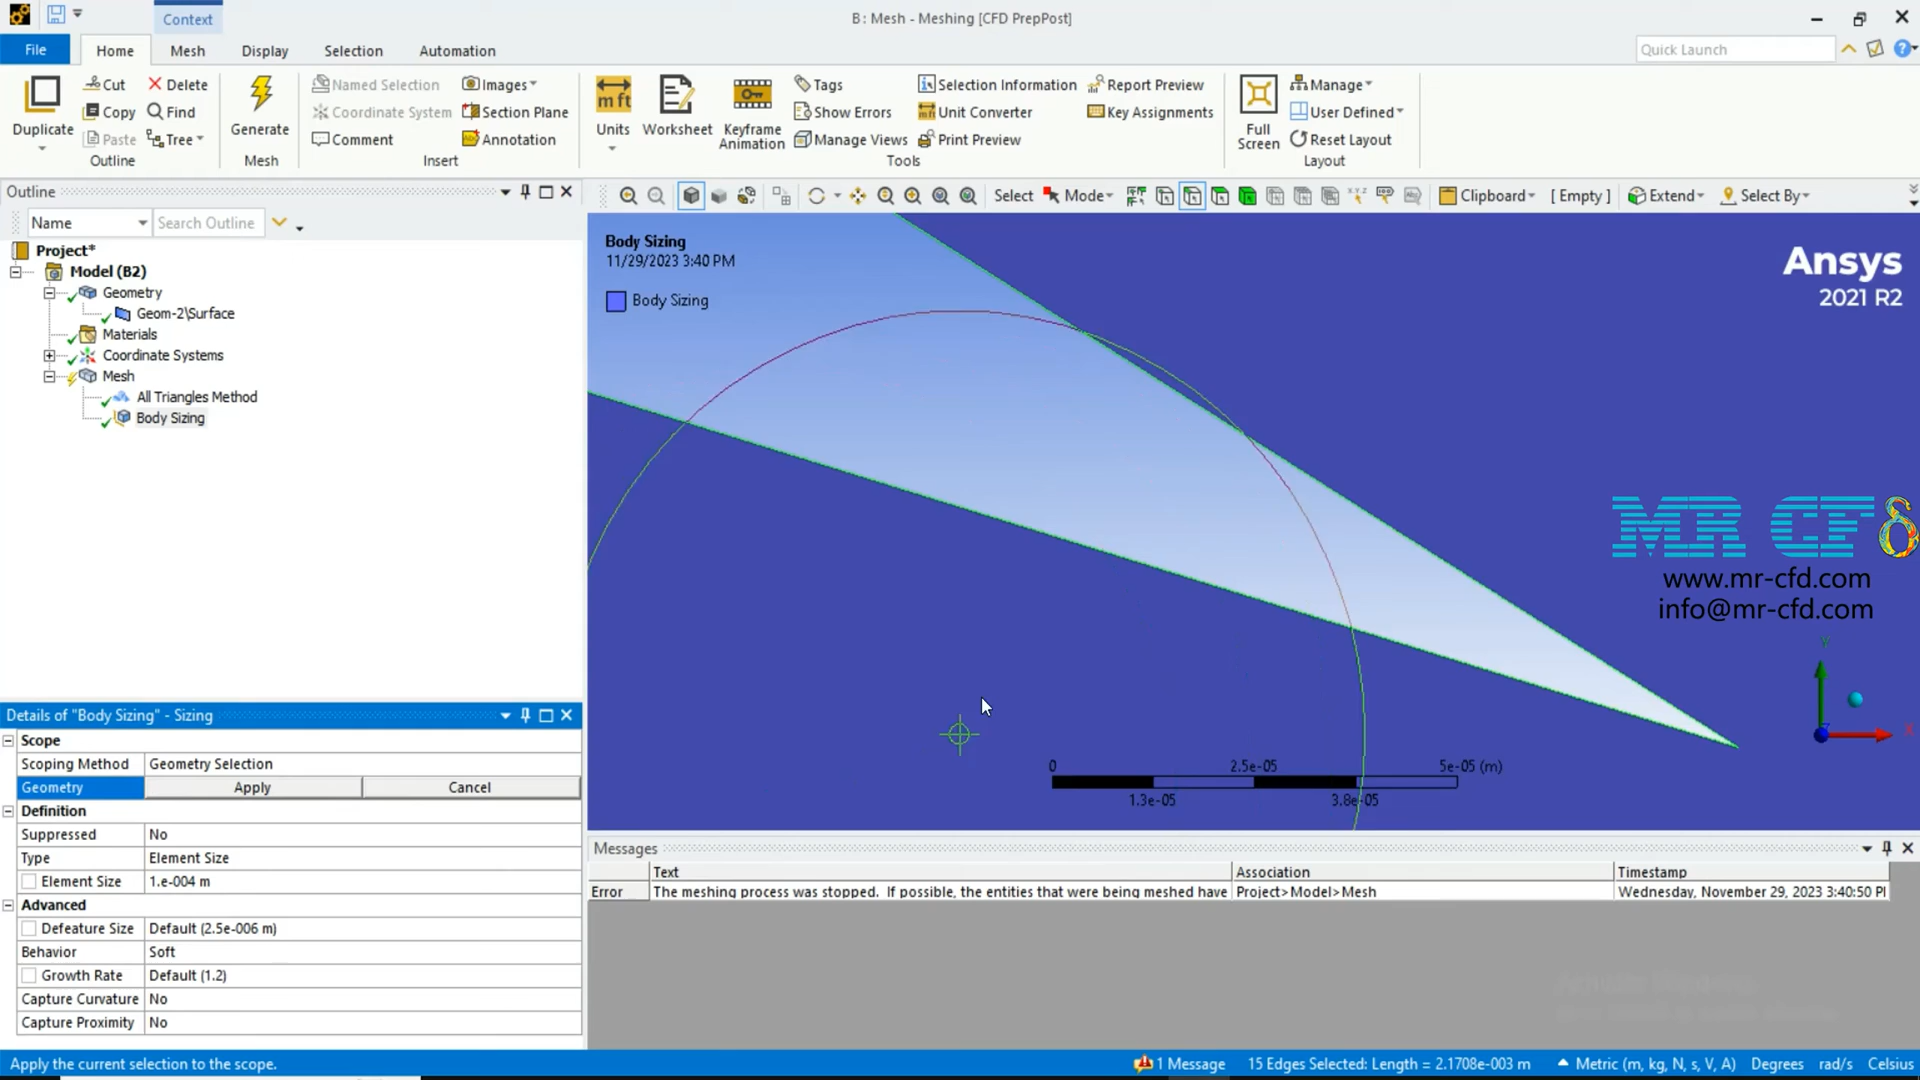 Context
B: Mesh - Meshing [CFD PrepPost]
File
Home
Mesh
Display
Selection
Automation
Quick Launch
Duplicate
Cut
Delete
Copy
Find
Paste
Tree
Outline
Generate
Mesh
Named Selection
Images
Coordinate System
Section Plane
Comment
Annotation
Insert
mft
Units
Worksheet
Keyframe
Animation
Tags
Selection Information
Report Preview
Show Errors
Unit Converter
Key Assignments
Manage Views
Print Preview
Tools
Full
Screen
Manage
User Defined
Reset Layout
Layout
Outline
Name
Search Outline
Select
Mode
Clipboard
[ Empty ]
Extend
Select By
Project*
Model (B2)
Geometry
Geom-2\Surface
Materials
Coordinate Systems
Mesh
All Triangles Method
Body Sizing
Body Sizing
11/29/2023 3:40 PM
Body Sizing
Ansys
2021 R2
MR CFD
www.mr-cfd.com
info@mr-cfd.com
Y
X
0
2.5e-05
5e-05 (m)
1.3e-05
3.8e-05
Details of "Body Sizing" - Sizing
Scope
Scoping Method
Geometry Selection
Geometry
Apply
Cancel
Definition
Suppressed
No
Type
Element Size
Element Size
1.e-004 m
Advanced
Defeature Size
Default (2.5e-006 m)
Behavior
Soft
Growth Rate
Default (1.2)
Capture Curvature
No
Capture Proximity
No
Messages
Text
Association
Timestamp
Error
The meshing process was stopped. If possible, the entities that were being meshed have
Project>Model>Mesh
Wednesday, November 29, 2023 3:40:50 PI
Apply the current selection to the scope.
1 Message
15 Edges Selected: Length = 2.1708e-003 m
Metric (m, kg, N, s, V, A)
Degrees
rad/s
Celsius